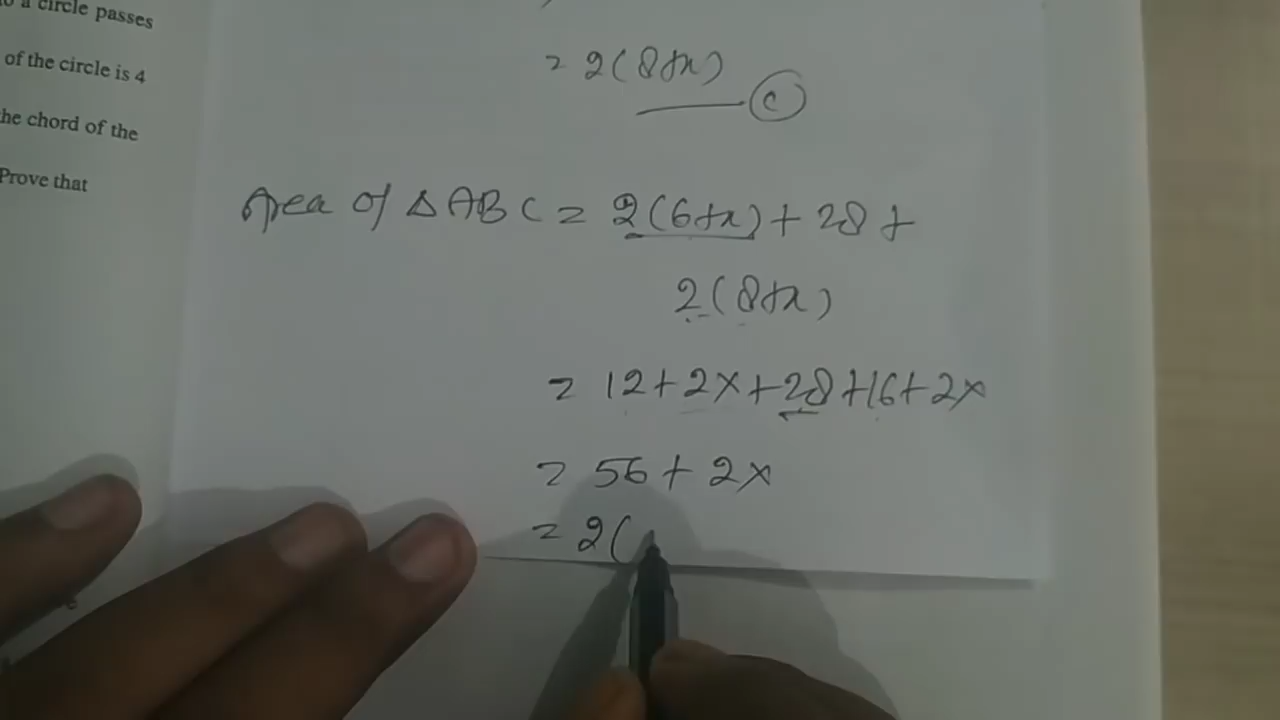 o a circle passes
of the circle is 4
he chord of the
Prove that
= 2(8+x)
(c)
Area of △ABC = 2(6+x) + 28 +
2(8+x)
= 12 + 2x + 28 + 16 + 2x
= 56 + 2x
= 2(